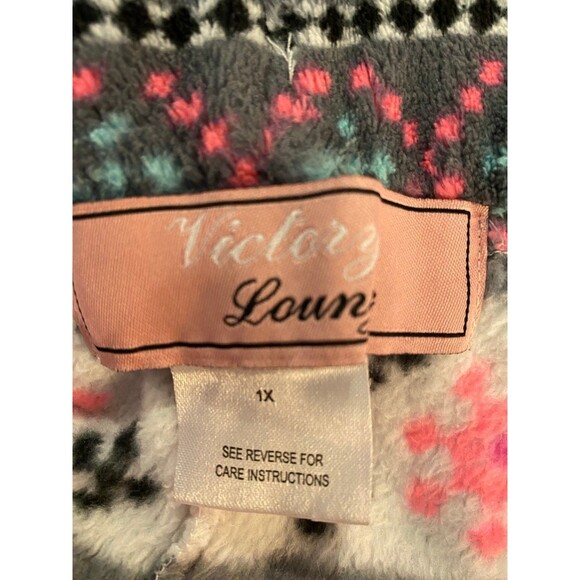 Victory
Loung
1X
SEE REVERSE FOR
CARE INSTRUCTIONS